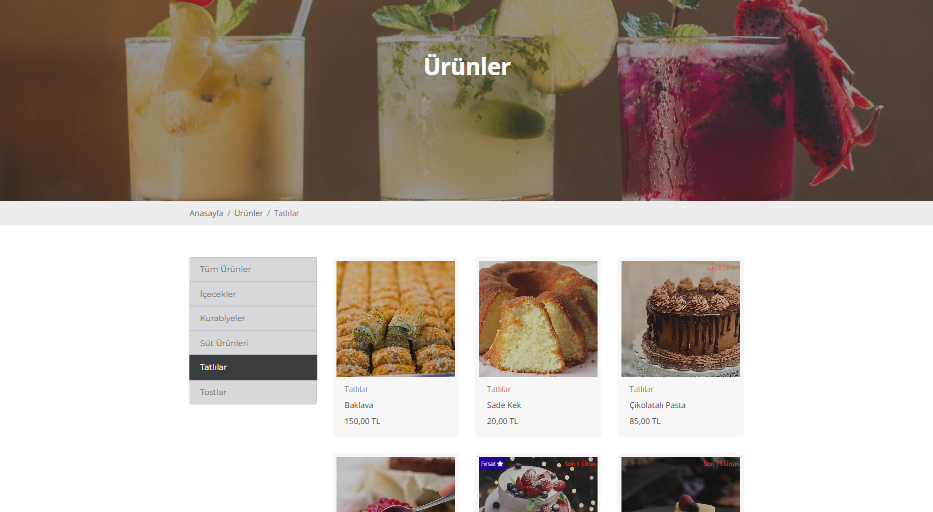 Ürünler
Anasayfa / Ürünler / Tatlılar
Tüm Ürünler
İçecekler
Kurabiyeler
Süt Ürünleri
Tatlılar
Tostlar
Tatlılar
Baklava
150,00 TL
Tatlılar
Sade Kek
20,00 TL
Son 6 Ürün
Tatlılar
Çikolatalı Pasta
85,00 TL
Fırsat
Son 1 Ürün
Son 15 Ürün